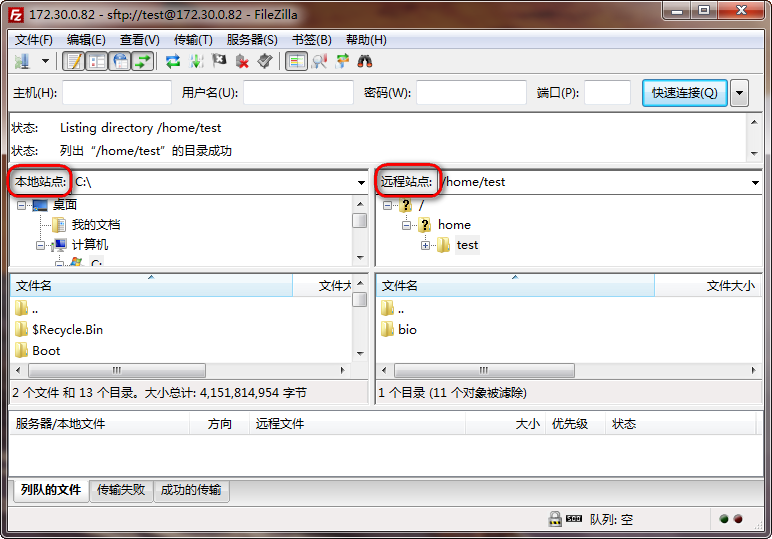 172.30.0.82 - sftp://test@172.30.0.82 - FileZilla
文件(F) 编辑(E) 查看(V) 传输(T) 服务器(S) 书签(B) 帮助(H)
主机(H): 用户名(U): 密码(W): 端口(P): 快速连接(Q)
状态: Listing directory /home/test
状态: 列出“/home/test”的目录成功
本地站点: C:\ 远程站点: /home/test
桌面 /
我的文档 home
计算机 test
C:
文件名 文件大 文件名 文件大小
.. ..
$Recycle.Bin bio
Boot
2 个文件 和 13 个目录。大小总计: 4,151,814,954 字节 1 个目录 (11 个对象被滤除)
服务器/本地文件 方向 远程文件 大小 优先级 状态
列队的文件 传输失败 成功的传输
队列: 空